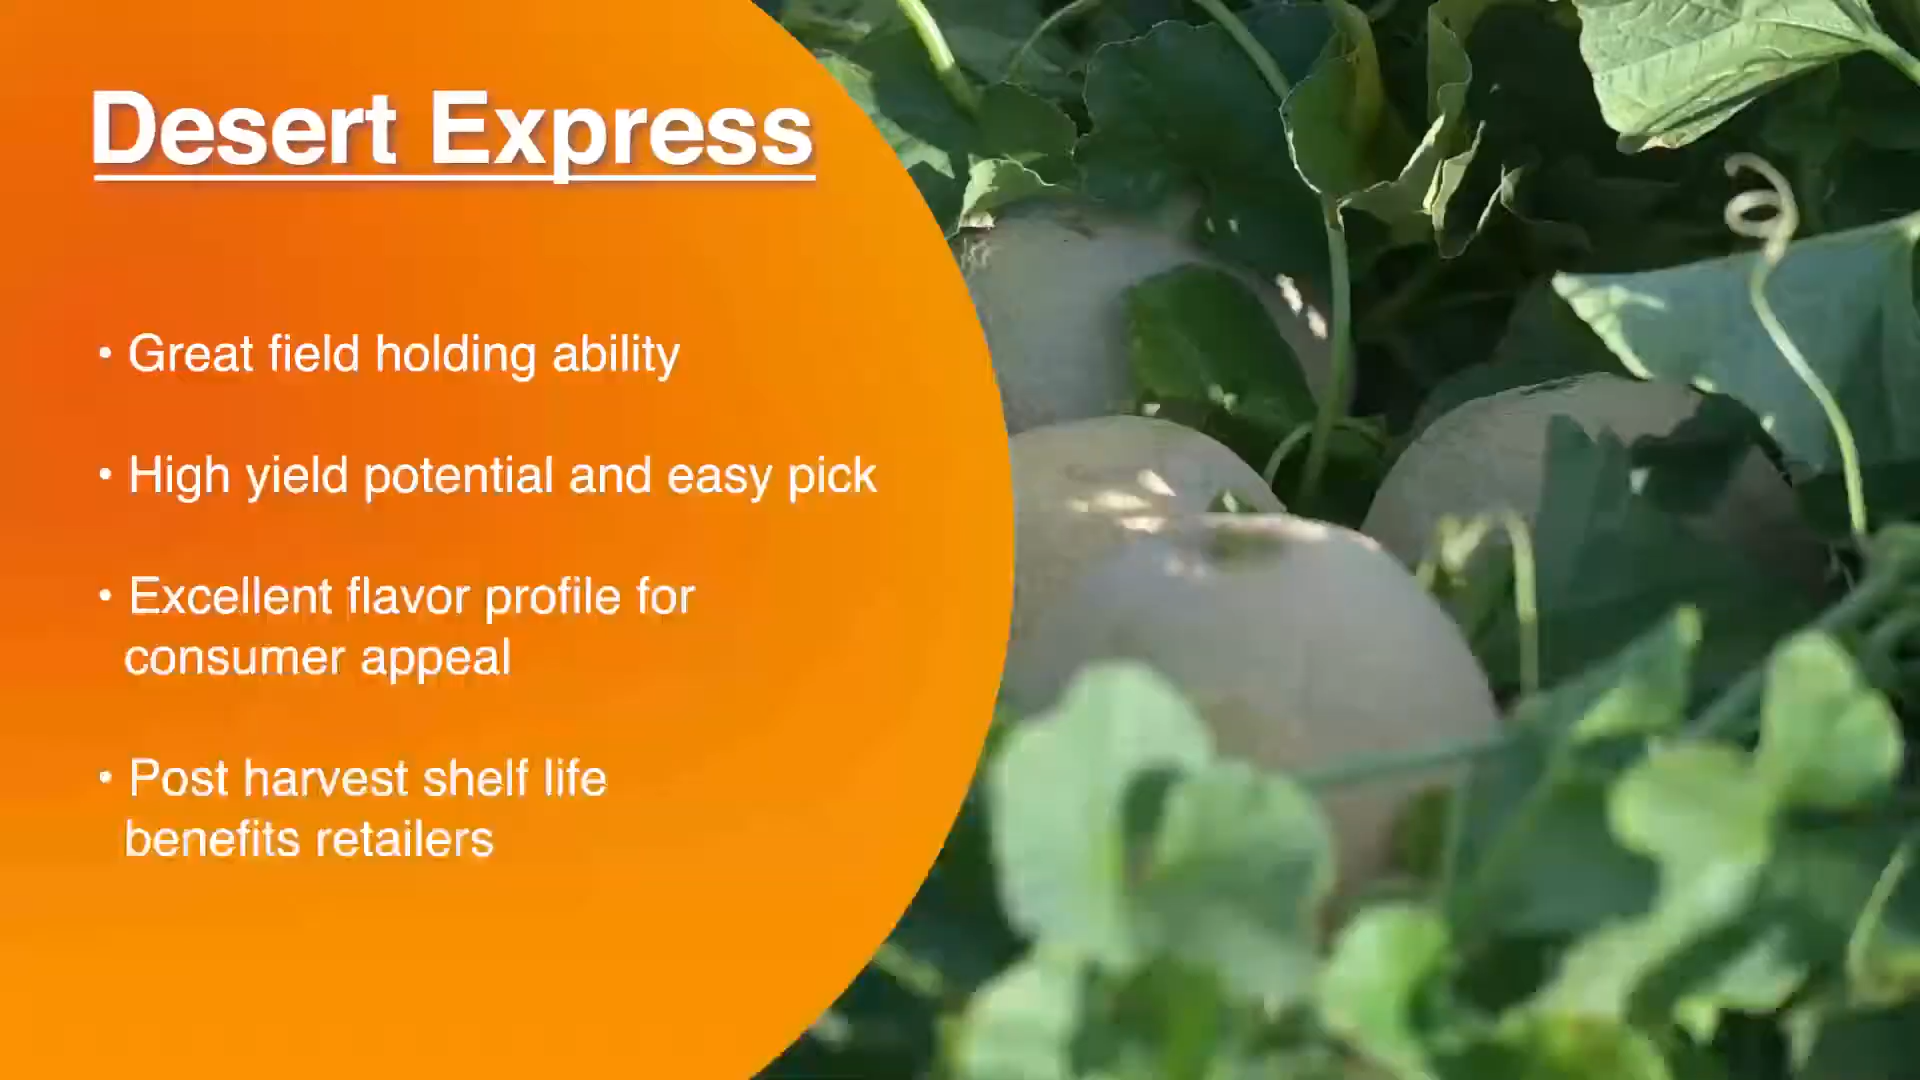 Desert Express
• Great field holding ability
• High yield potential and easy pick
• Excellent flavor profile for
consumer appeal
• Post harvest shelf life
benefits retailers